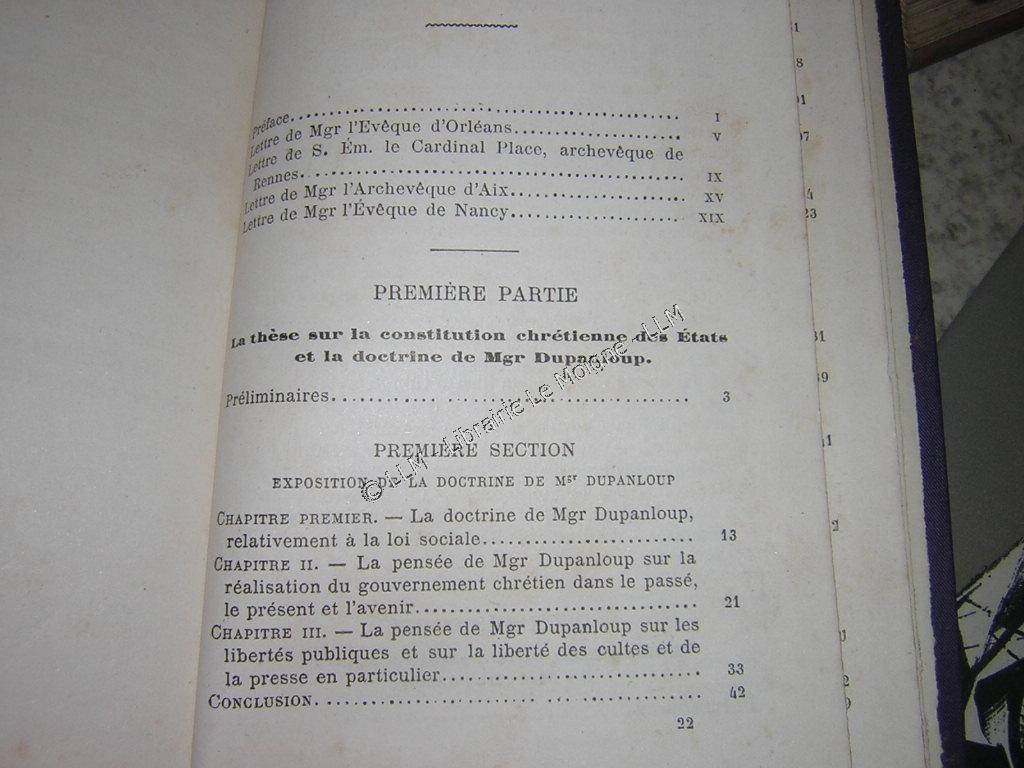 Préface........ I
Lettre de Mgr l'Evêque d'Orléans........ V
Lettre de S. Ém. le Cardinal Place, archevêque de
Rennes........ IX
Lettre de Mgr l'Archevêque d'Aix........ XV
Lettre de Mgr l'Évêque de Nancy........ XIX
PREMIÈRE PARTIE
La thèse sur la constitution chrétienne des États
et la doctrine de Mgr Dupanloup.
Préliminaires........ 3
PREMIÈRE SECTION
EXPOSITION DE LA DOCTRINE DE Mgr DUPANLOUP
CHAPITRE PREMIER. — La doctrine de Mgr Dupanloup,
relativement à la loi sociale........ 13
CHAPITRE II. — La pensée de Mgr Dupanloup sur la
réalisation du gouvernement chrétien dans le passé,
le présent et l'avenir........ 21
CHAPITRE III. — La pensée de Mgr Dupanloup sur les
libertés publiques et sur la liberté des cultes et de
la presse en particulier........ 33
CONCLUSION........ 42
22
© LLM - Librairie Le Moigne - LLM